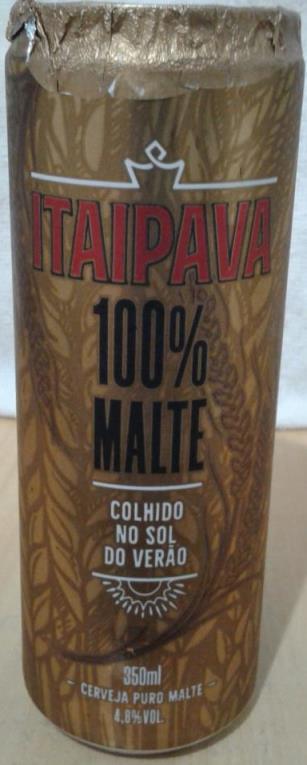 ITAIPAVA
100%
MALTE
COLHIDO
NO SOL
DO VERÃO
350ml
- CERVEJA PURO MALTE -
4,8%VOL.